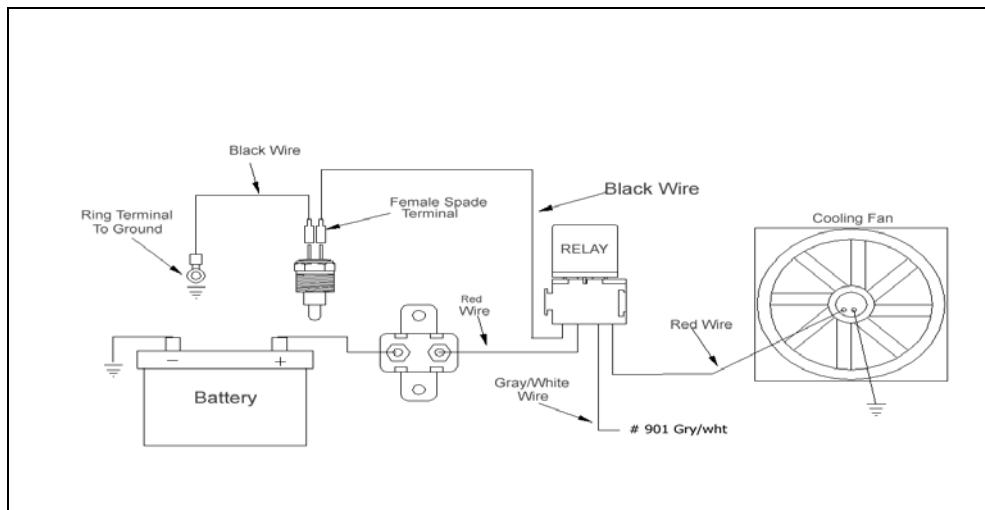 Black Wire
Ring Terminal
To Ground
Female Spade
Terminal
Black Wire
RELAY
Cooling Fan
Red
Wire
Red Wire
−
+
Battery
Gray/White
Wire
# 901 Gry/wht